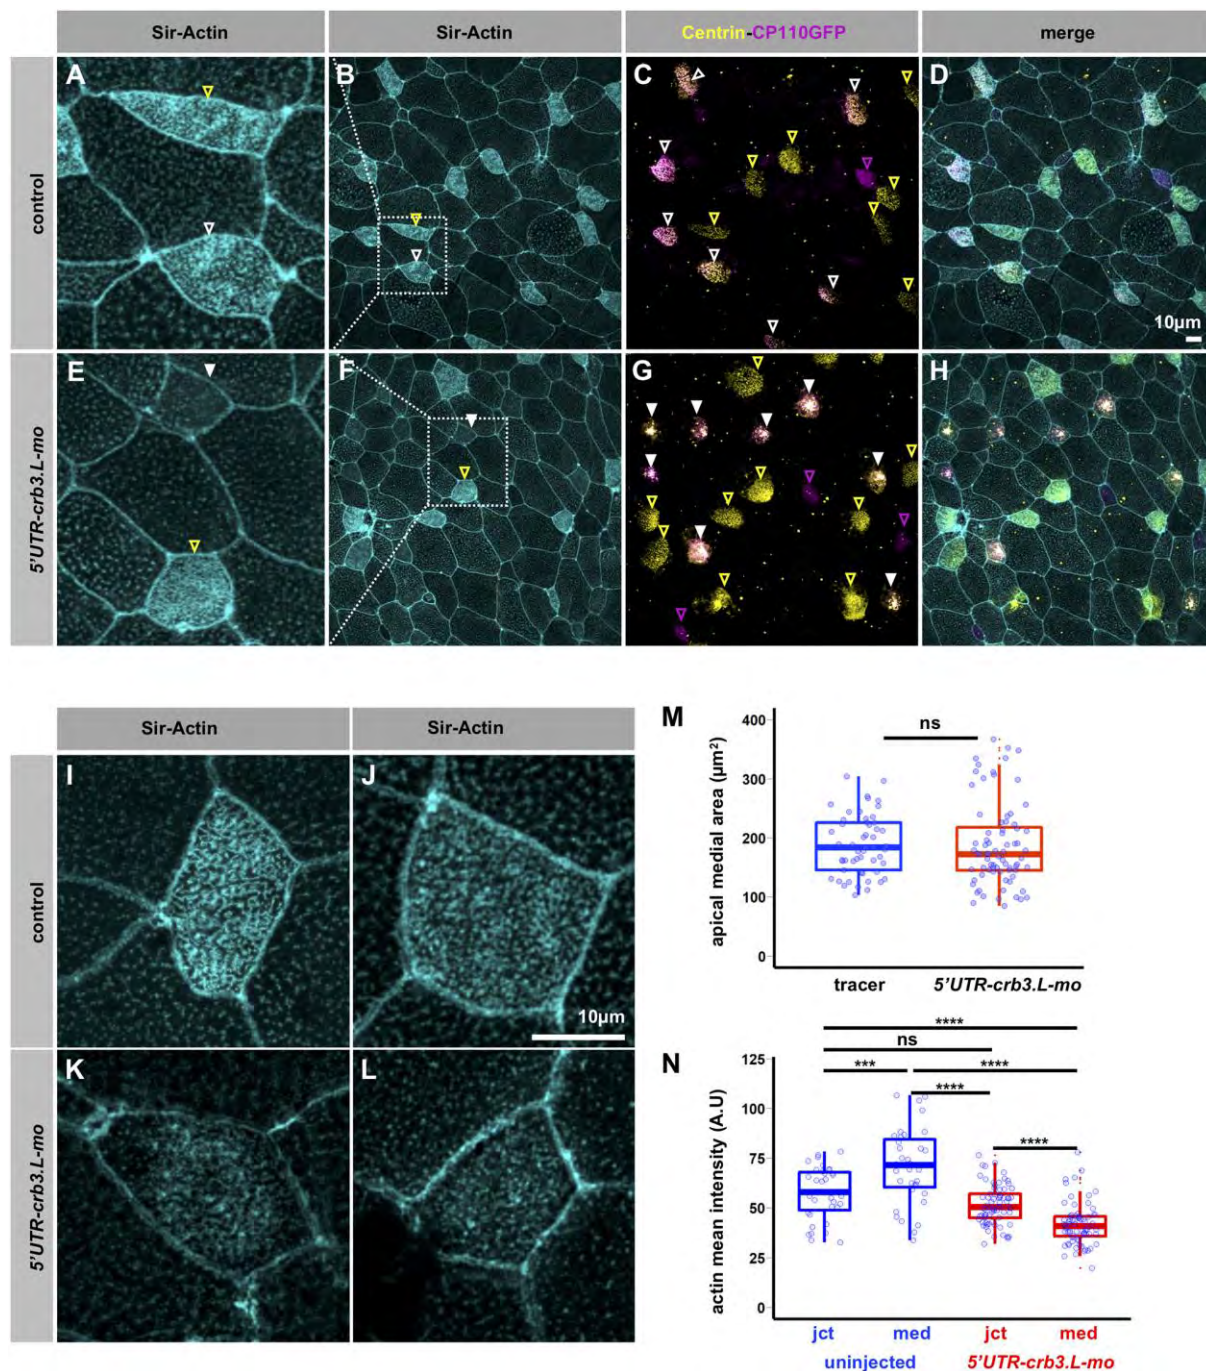 Sir-Actin
Sir-Actin
Centrin-CP110GFP
merge
control
A
B
C
D
10µm
5'UTR-crb3.L-mo
E
F
G
H
Sir-Actin
Sir-Actin
control
I
J
10µm
5'UTR-crb3.L-mo
K
L
M
ns
apical medial area (µm²)
400
300
200
100
0
tracer
5'UTR-crb3.L-mo
N
****
ns
***
****
****
****
actin mean intensity (A.U)
125
100
75
50
25
0
jct
med
jct
med
uninjected
5'UTR-crb3.L-mo